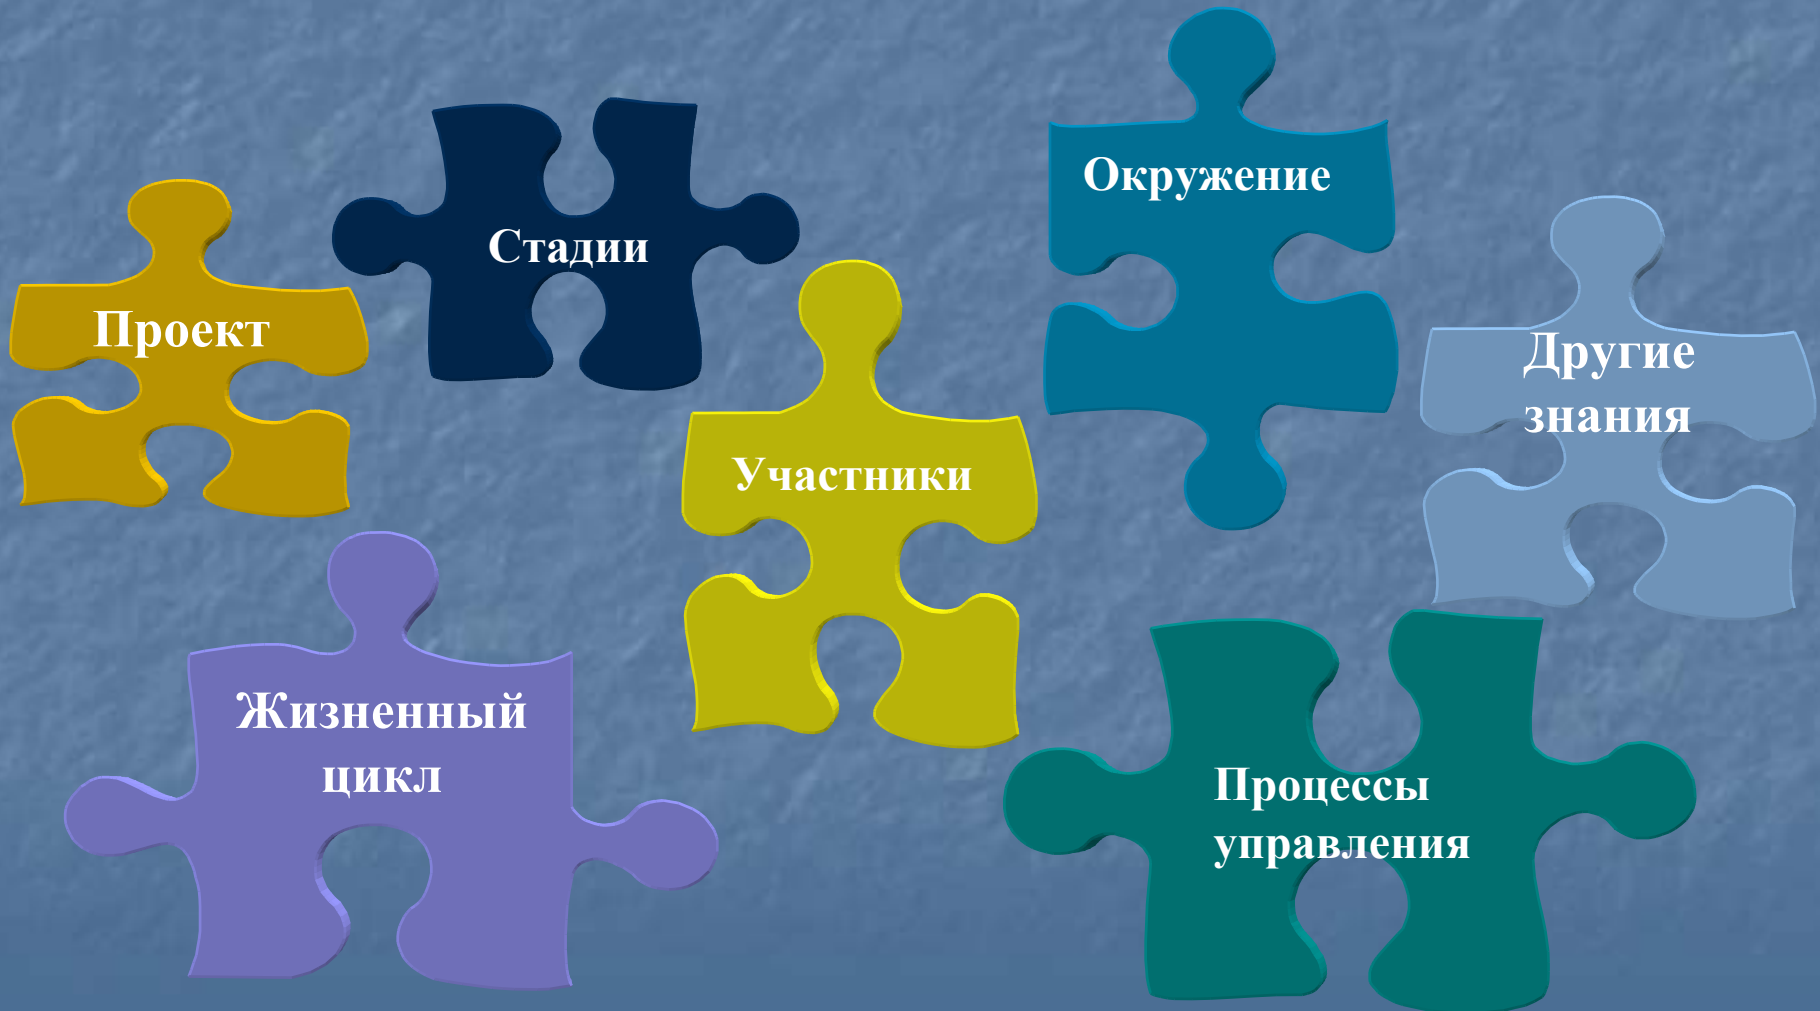 Проект
Стадии
Окружение
Другие
знания
Участники
Жизненный
цикл
Процессы
управления